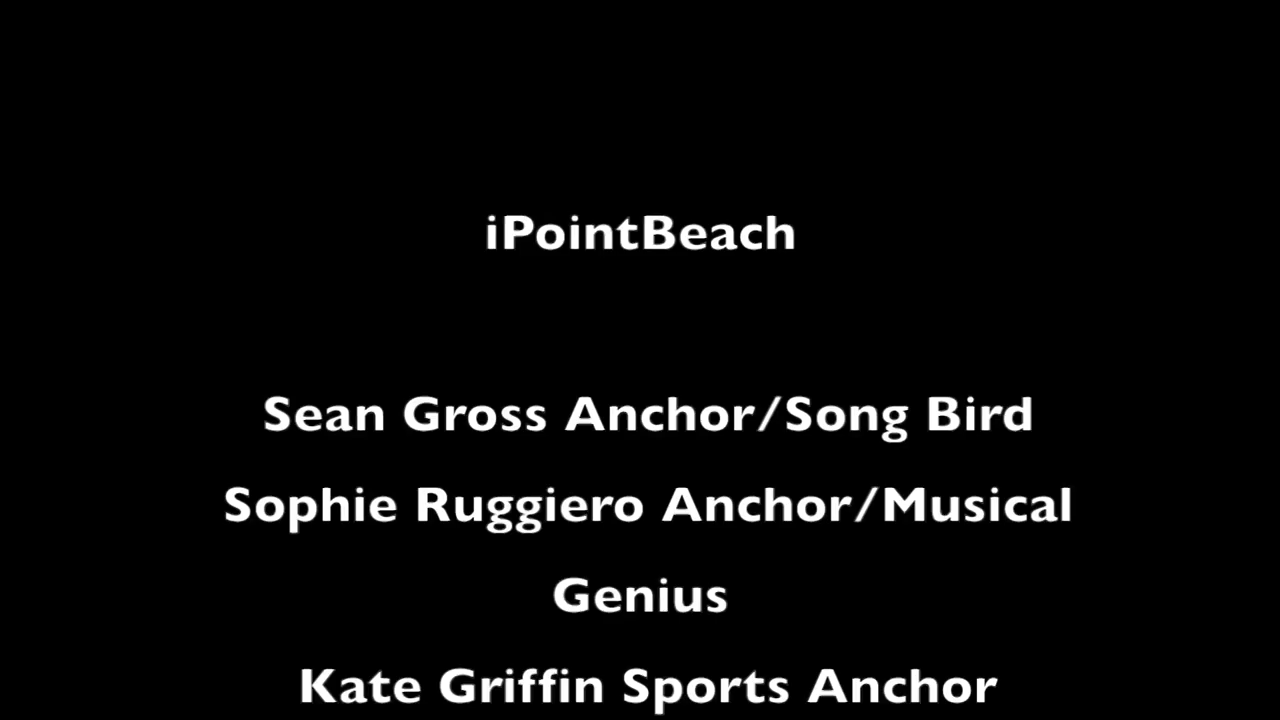 iPointBeach
Sean Gross Anchor/Song Bird
Sophie Ruggiero Anchor/Musical
Genius
Kate Griffin Sports Anchor